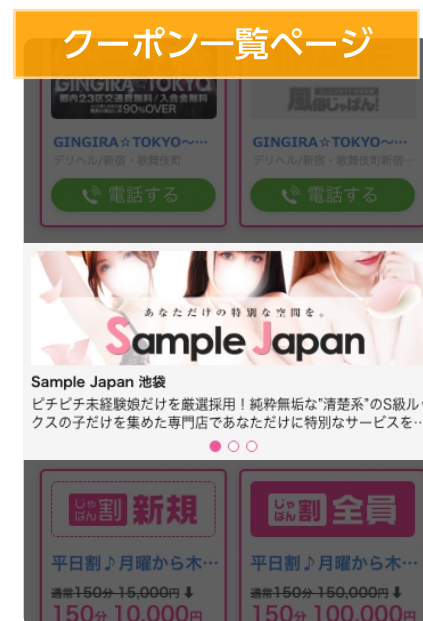 クーポン一覧ページ
GINGIRA☆TOKYO
都内23区交通費無料/入会金無料
90%OVER
風俗じゃぱん!
GINGIRA☆TOKYO〜…
デリヘル/新宿・歌舞伎町
電話する
GINGIRA☆TOKYO〜…
デリヘル/新宿・歌舞伎町新宿…
電話する
あなただけの特別な空間を。
Sample Japan
Sample Japan 池袋
ピチピチ未経験娘だけを厳選採用！純粋無垢な"清楚系"のS級ル
クスの子だけを集めた専門店であなただけに特別なサービスを…
じゃぱん割 新規
平日割♪月曜から木…
通常150分 15,000円⬇
150分 10,000円
じゃぱん割 全員
平日割♪月曜から木…
通常150分 150,000円⬇
150分 100,000円